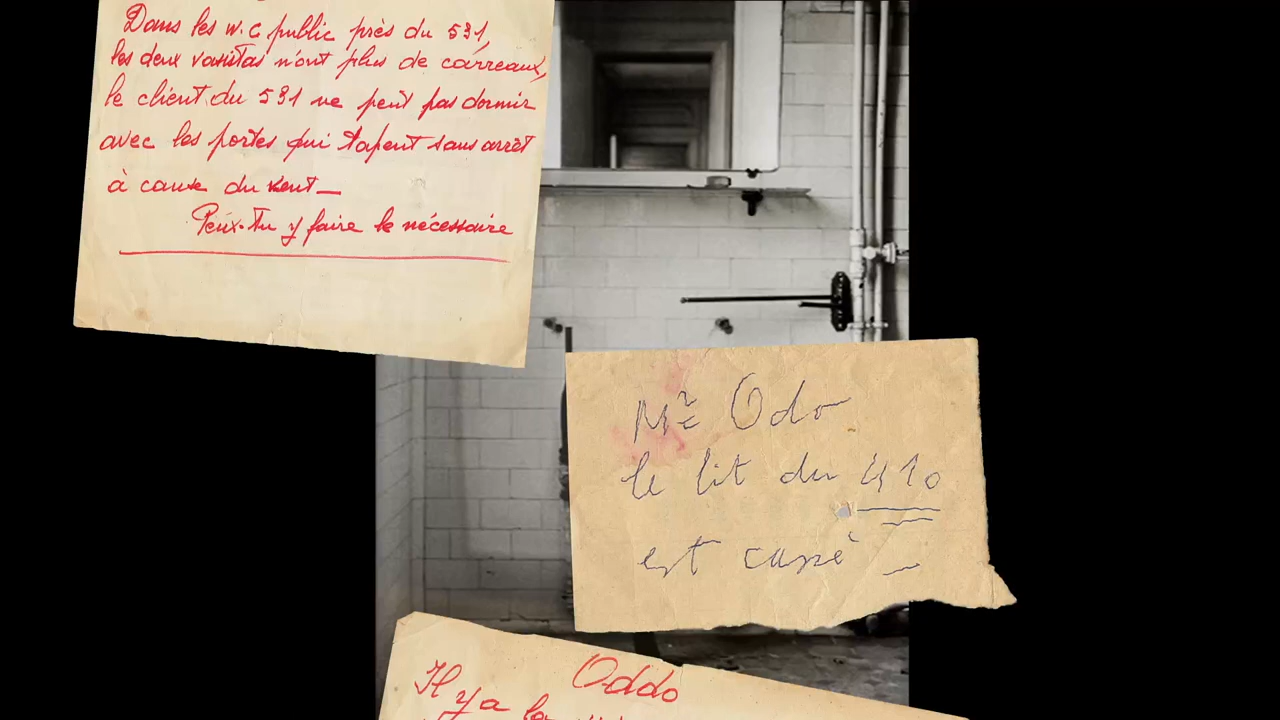 Dans les w.c public près du 531,
les deux vasistas n'ont plus de carreaux,
le client du 531 ne peut pas dormir
avec les portes qui tapent sans arrêt
à cause du vent_
Peux-Tu y faire le nécessaire
Mr Odo
le lit du 410
est cassé _
Oddo
Il y a la